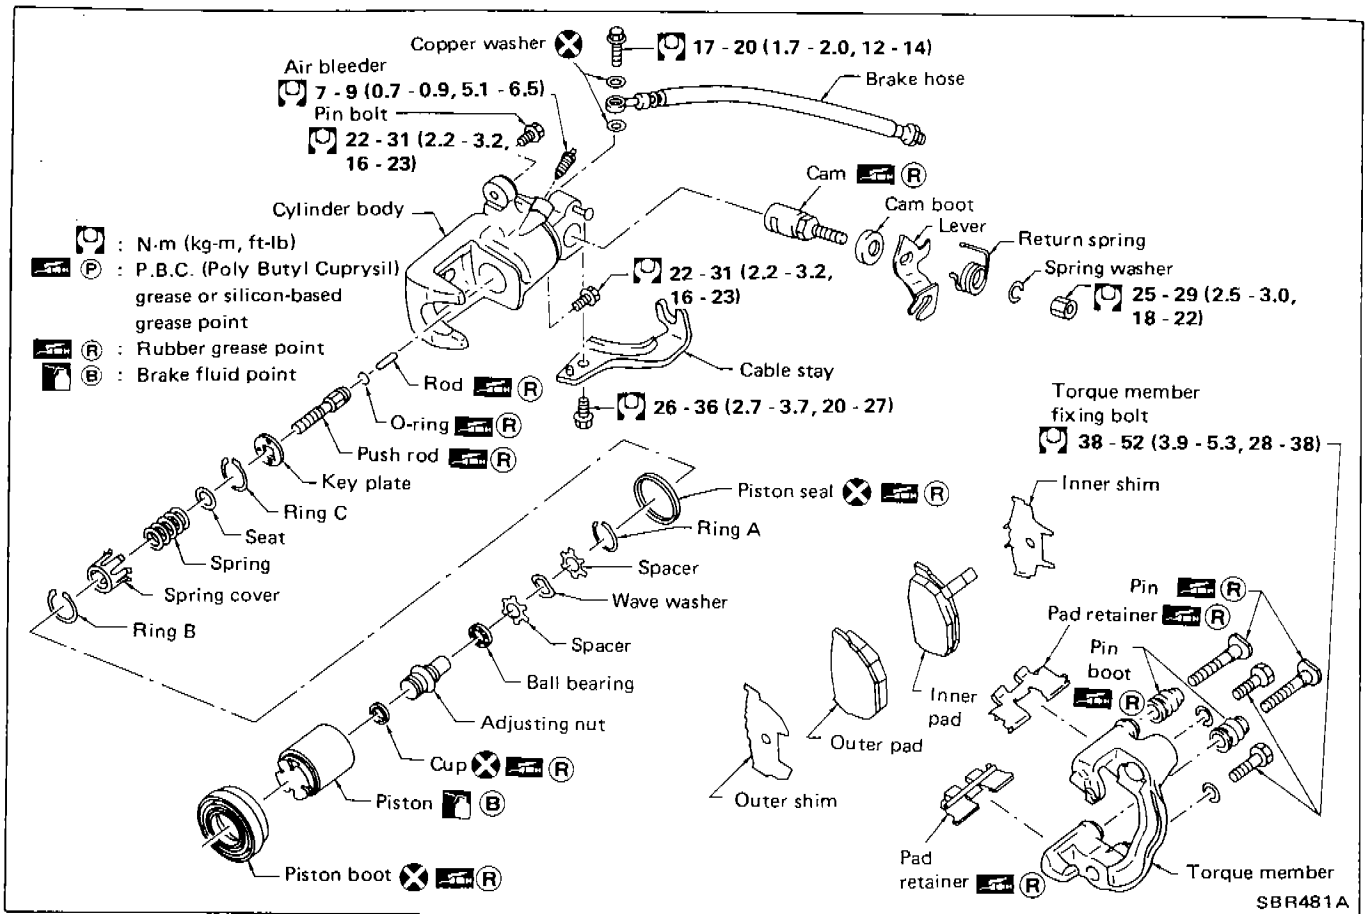 Copper washer
17 - 20 (1.7 - 2.0, 12 - 14)
Air bleeder
7 - 9 (0.7 - 0.9, 5.1 - 6.5)
Brake hose
Pin bolt
22 - 31 (2.2 - 3.2,
16 - 23)
Cam R
Cam boot
Lever
Return spring
Spring washer
25 - 29 (2.5 - 3.0,
18 - 22)
Cylinder body
: N·m (kg-m, ft-lb)
P : P.B.C. (Poly Butyl Cuprysil)
grease or silicon-based
grease point
R : Rubber grease point
B : Brake fluid point
22 - 31 (2.2 - 3.2,
16 - 23)
Cable stay
26 - 36 (2.7 - 3.7, 20 - 27)
Rod R
O-ring R
Push rod R
Key plate
Ring C
Seat
Spring
Spring cover
Ring B
Torque member
fixing bolt
38 - 52 (3.9 - 5.3, 28 - 38)
Piston seal R
Ring A
Spacer
Wave washer
Spacer
Ball bearing
Adjusting nut
Cup R
Piston B
Piston boot R
Inner shim
Pin R
Pad retainer R
Pin
boot
R
Inner
pad
Outer pad
Outer shim
Pad
retainer R
Torque member
SBR481A